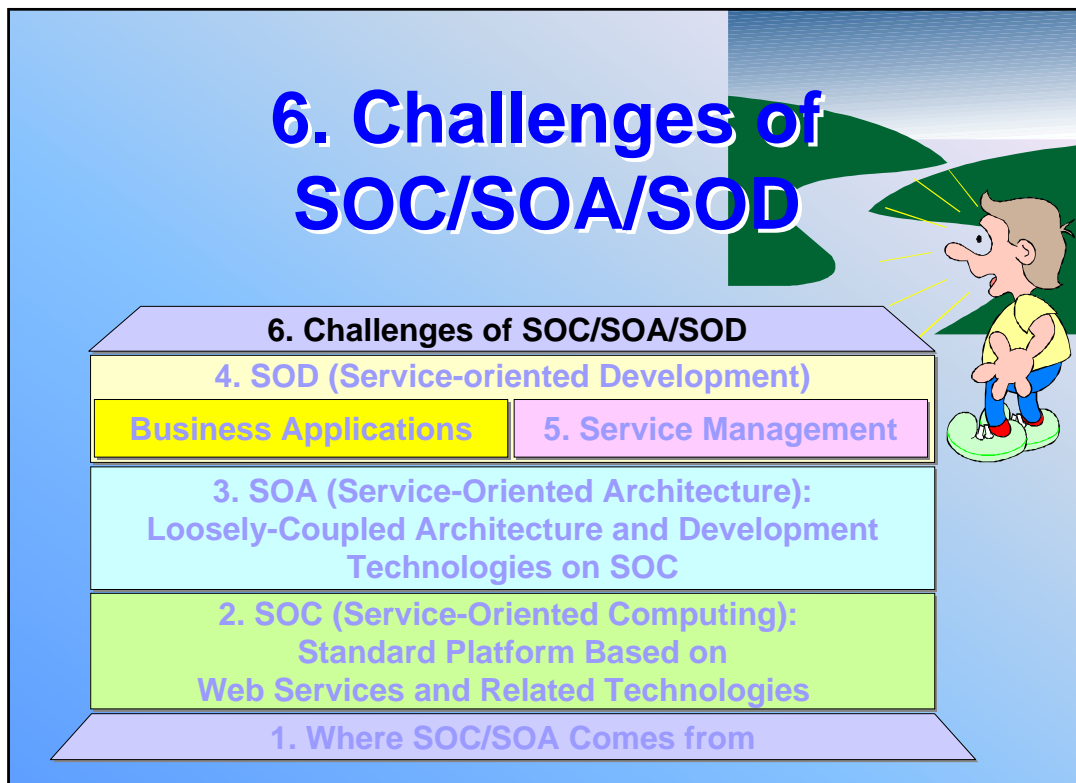 6. Challenges of
SOC/SOA/SOD
6. Challenges of SOC/SOA/SOD
4. SOD (Service-oriented Development)
Business Applications
5. Service Management
3. SOA (Service-Oriented Architecture):
Loosely-Coupled Architecture and Development
Technologies on SOC
2. SOC (Service-Oriented Computing):
Standard Platform Based on
Web Services and Related Technologies
1. Where SOC/SOA Comes from